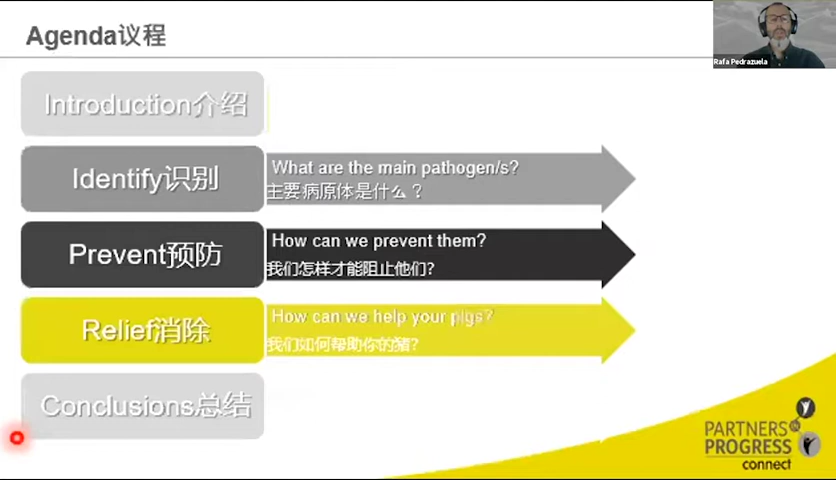 Agenda议程
Rafa Pedrazuela
Introduction介绍
Identify识别
What are the main pathogen/s?
主要病原体是什么？
Prevent预防
How can we prevent them?
我们怎样才能阻止他们?
Relief消除
How can we help your pigs?
我们如何帮助你的猪?
Conclusions总结
PARTNERS IN
PROGRESS
connect